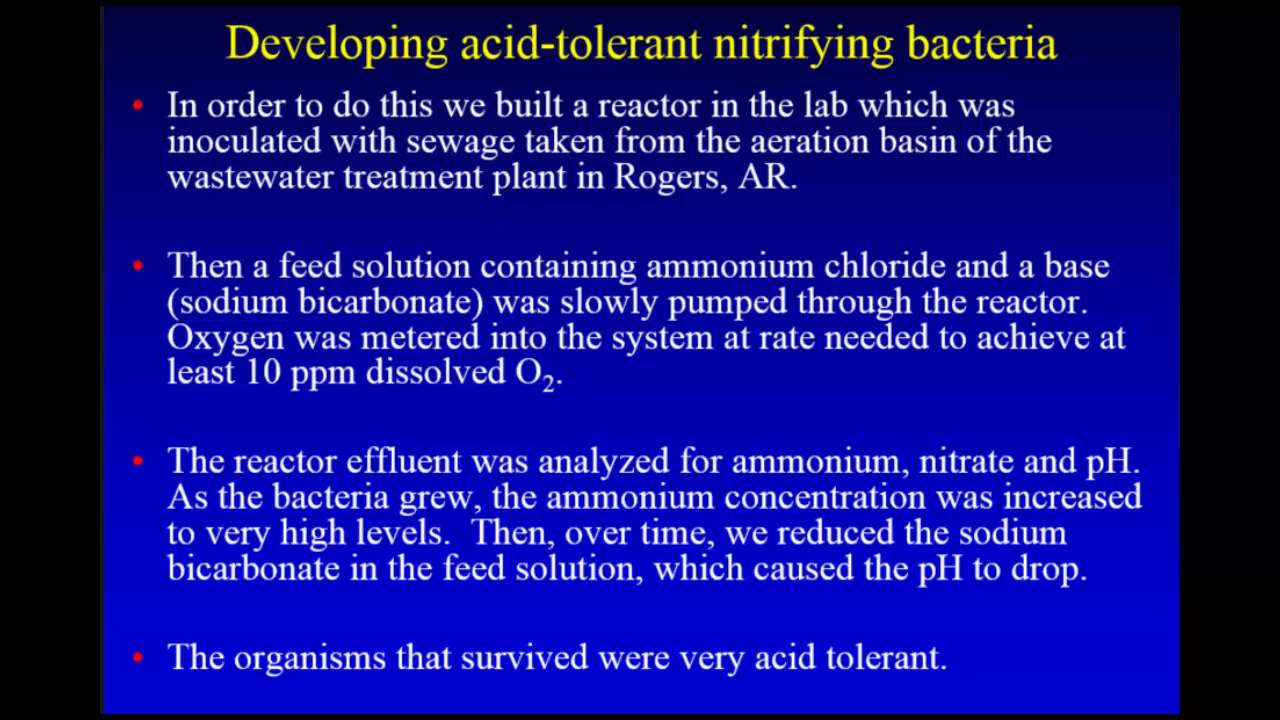 Developing acid-tolerant nitrifying bacteria
• In order to do this we built a reactor in the lab which was
inoculated with sewage taken from the aeration basin of the
wastewater treatment plant in Rogers, AR.
• Then a feed solution containing ammonium chloride and a base
(sodium bicarbonate) was slowly pumped through the reactor.
Oxygen was metered into the system at rate needed to achieve at
least 10 ppm dissolved O₂.
• The reactor effluent was analyzed for ammonium, nitrate and pH.
As the bacteria grew, the ammonium concentration was increased
to very high levels.  Then, over time, we reduced the sodium
bicarbonate in the feed solution, which caused the pH to drop.
• The organisms that survived were very acid tolerant.